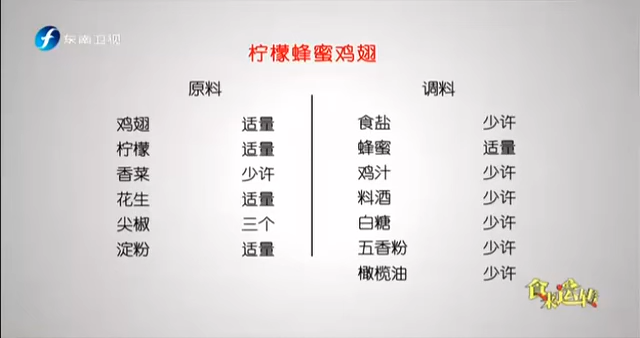 东南卫视
柠檬蜂蜜鸡翅
原料
鸡翅 适量
柠檬 适量
香菜 少许
花生 适量
尖椒 三个
淀粉 适量
调料
食盐 少许
蜂蜜 适量
鸡汁 少许
料酒 少许
白糖 少许
五香粉 少许
橄榄油 少许
食来运转